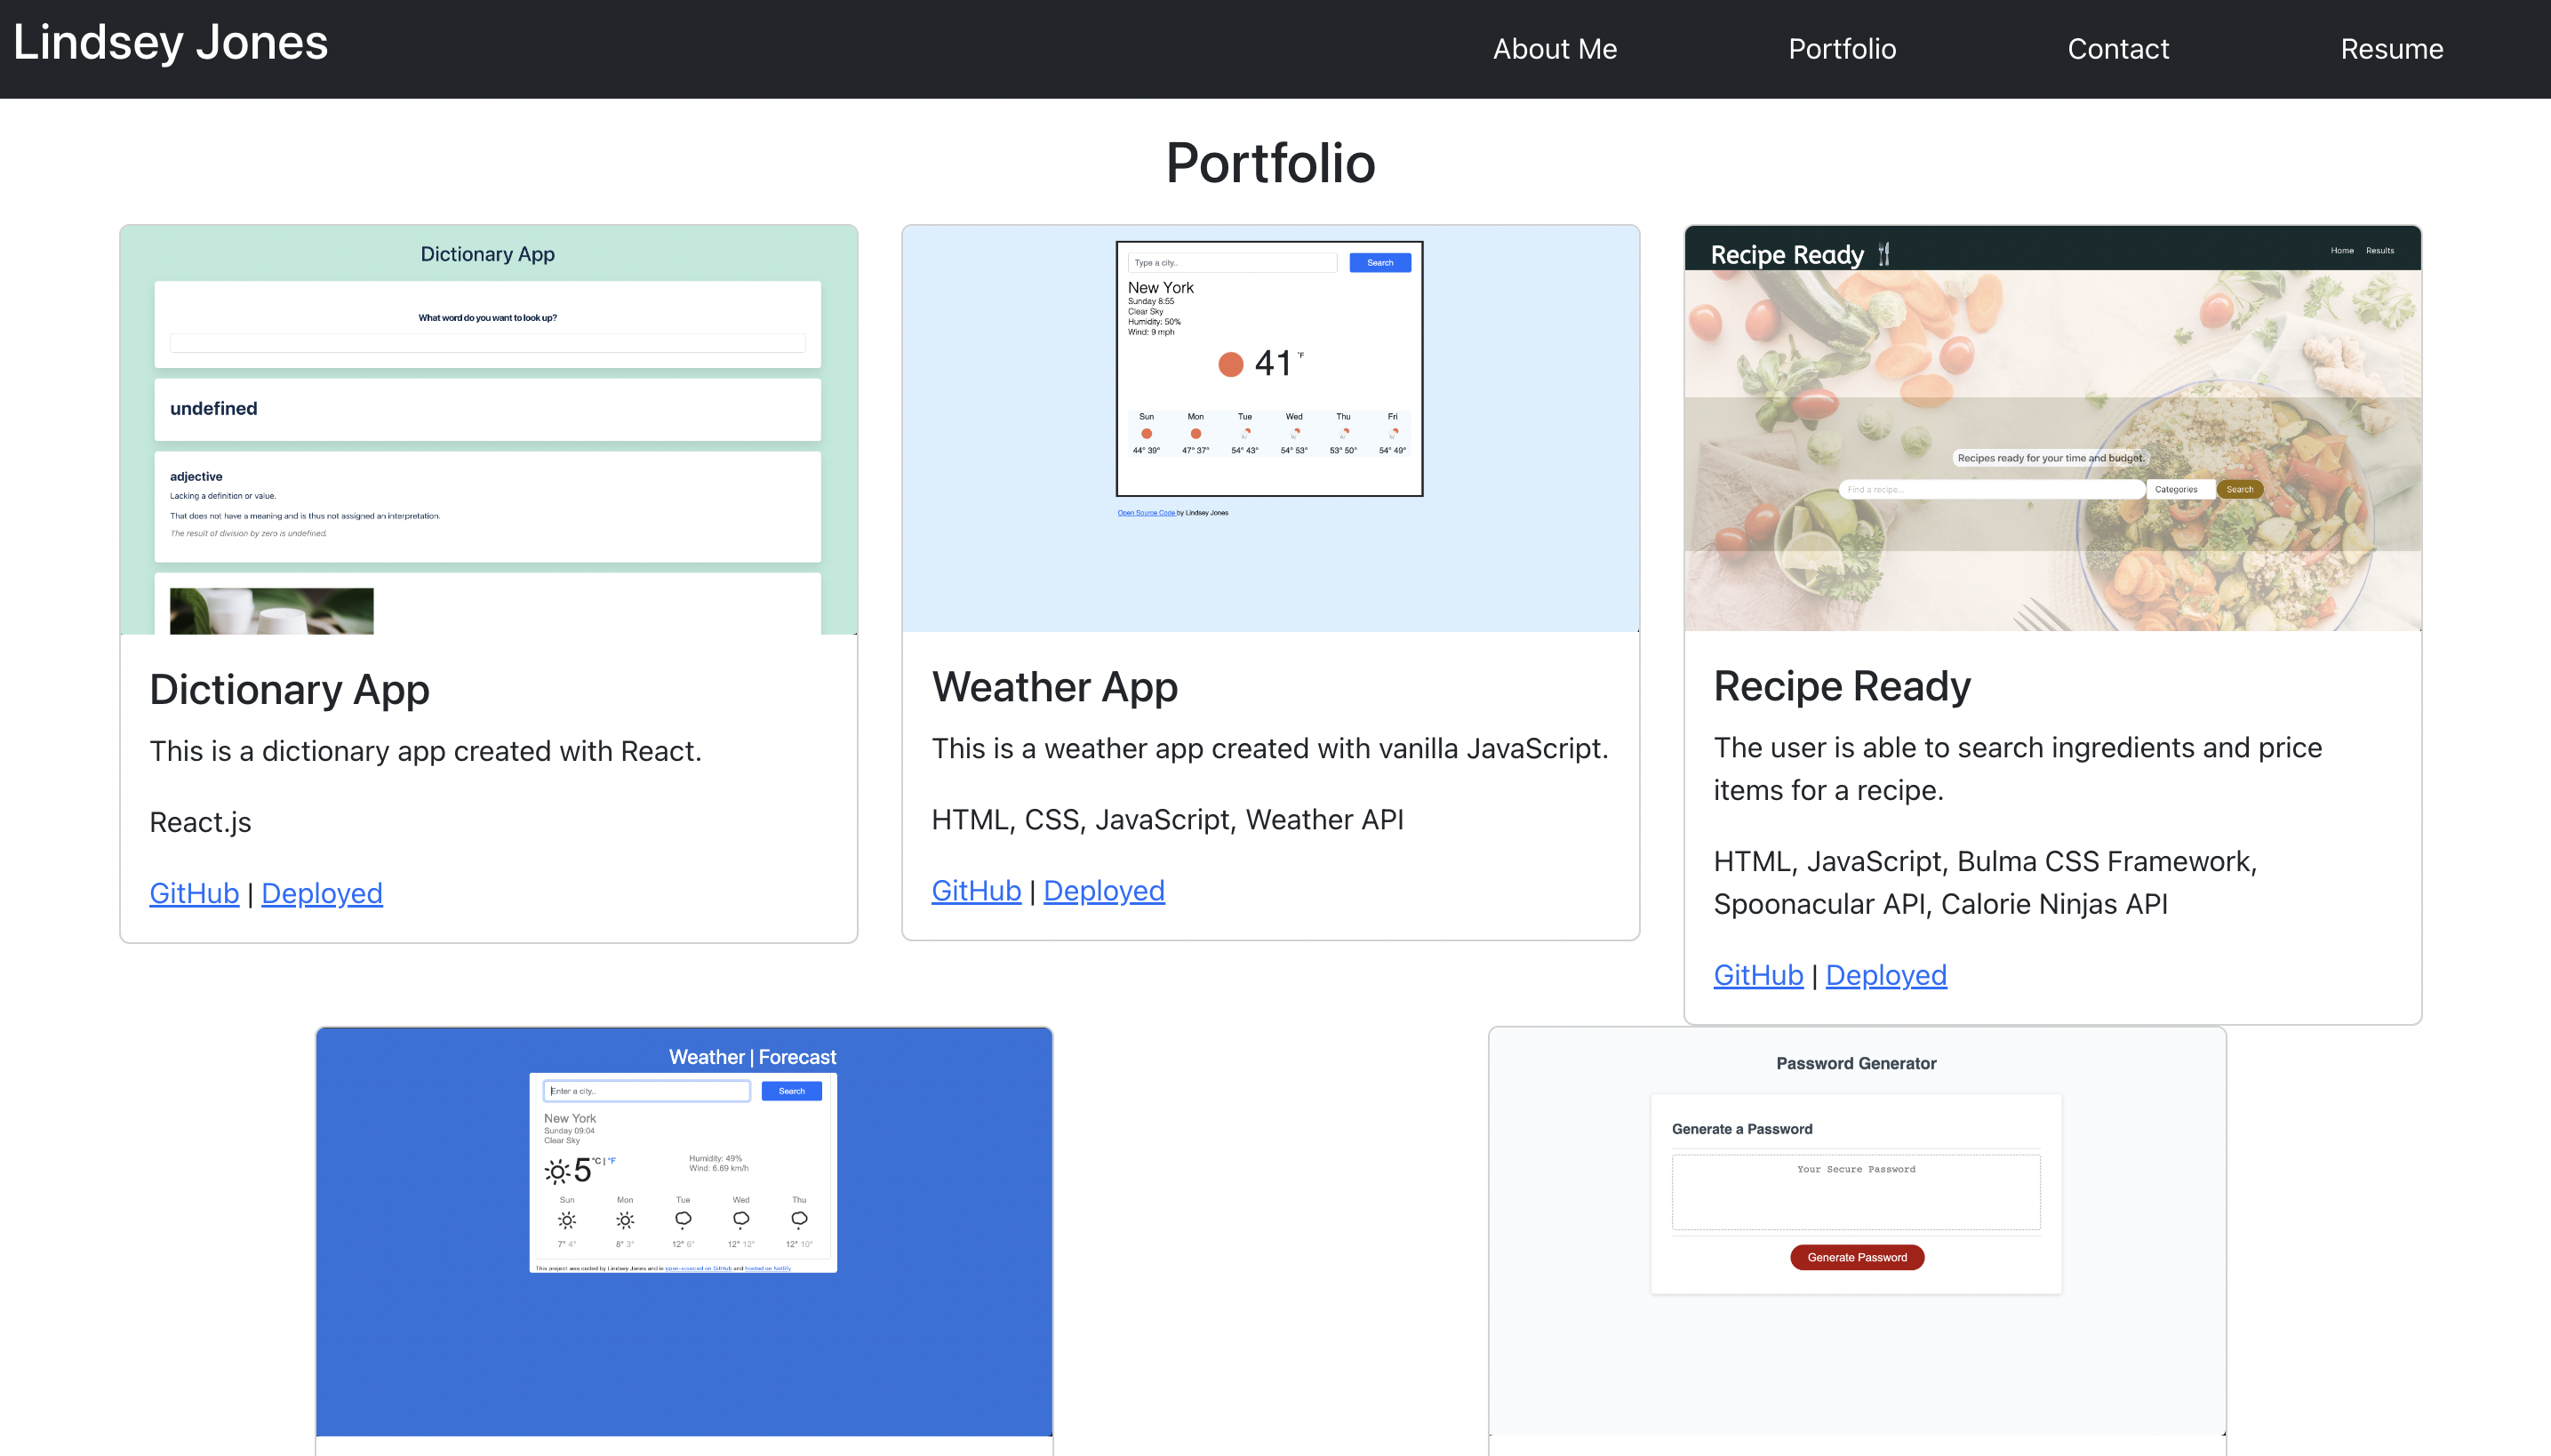 Lindsey Jones
About Me
Portfolio
Contact
Resume
Portfolio
Dictionary App
What word do you want to look up?
undefined
adjective
Lacking a definition or value.
That does not have a meaning and is thus not assigned an interpretation.
The result of division by zero is undefined.
Dictionary App
This is a dictionary app created with React.
React.js
GitHub | Deployed
Type a city..
Search
New York
Sunday 8:55
Clear Sky
Humidity: 50%
Wind: 9 mph
41 °F
Sun Mon Tue Wed Thu Fri
44° 39° 47° 37° 54° 43° 54° 53° 53° 50° 54° 49°
Open Source Code by Lindsey Jones
Weather App
This is a weather app created with vanilla JavaScript.
HTML, CSS, JavaScript, Weather API
GitHub | Deployed
Recipe Ready
Home Results
Recipes ready for your time and budget.
Find a recipe...
Categories
Search
Recipe Ready
The user is able to search ingredients and price
items for a recipe.
HTML, JavaScript, Bulma CSS Framework,
Spoonacular API, Calorie Ninjas API
GitHub | Deployed
Weather | Forecast
Enter a city..
Search
New York
Sunday 09:04
Clear Sky
5 °C | °F
Humidity: 49%
Wind: 6.69 km/h
Sun Mon Tue Wed Thu
7° 4° 8° 3° 12° 6° 12° 12° 12° 10°
This project was coded by Lindsey Jones and is open-sourced on GitHub and hosted on Netlify
Password Generator
Generate a Password
Your Secure Password
Generate Password